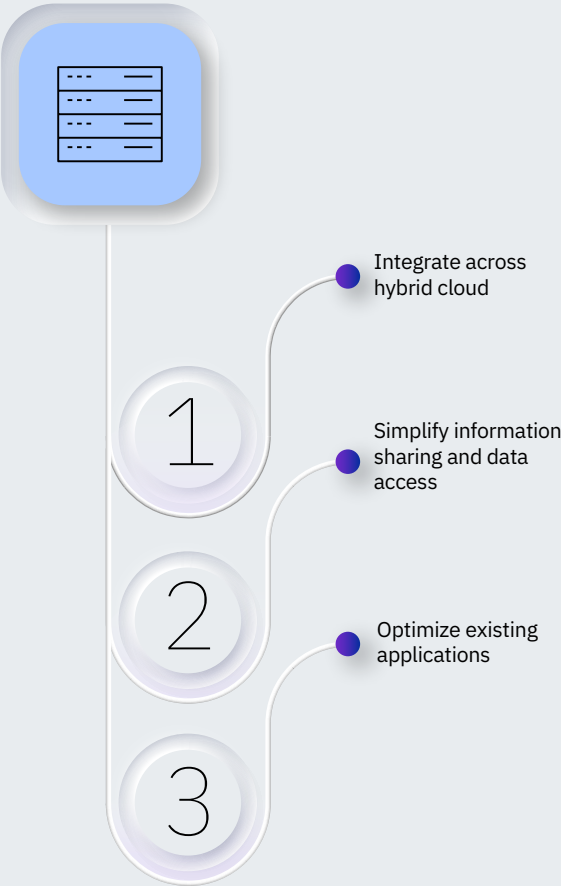 Integrate across
hybrid cloud
1
Simplify information
sharing and data
access
2
Optimize existing
applications
3